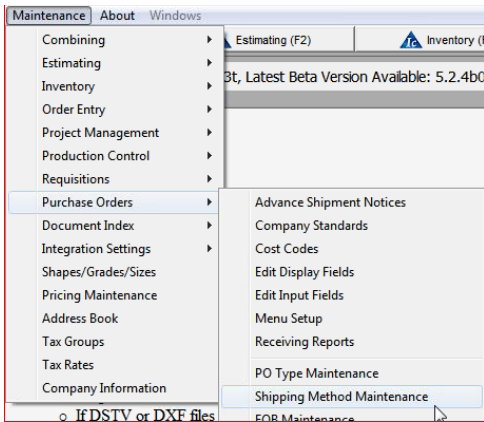 Maintenance About Windows
Estimating (F2) Inventory (
3t, Latest Beta Version Available: 5.2.4b0
Combining
Estimating
Inventory
Order Entry
Project Management
Production Control
Requisitions
Purchase Orders
Document Index
Integration Settings
Shapes/Grades/Sizes
Pricing Maintenance
Address Book
Tax Groups
Tax Rates
Company Information
Advance Shipment Notices
Company Standards
Cost Codes
Edit Display Fields
Edit Input Fields
Menu Setup
Receiving Reports
PO Type Maintenance
Shipping Method Maintenance
FOB Maintenance
If DSTV or DXF files